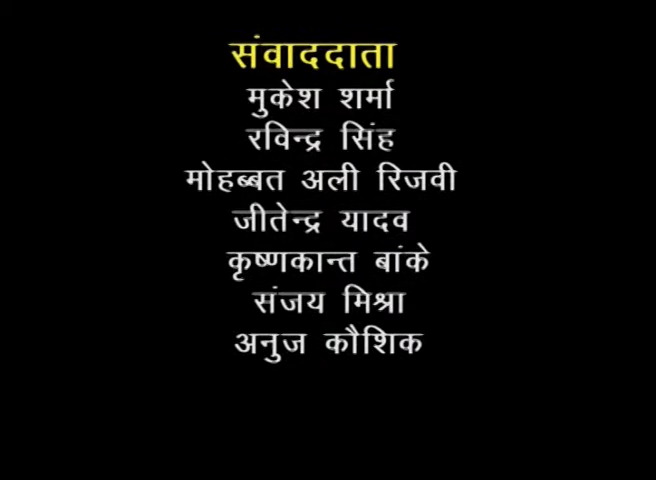 संवाददाता
मुकेश शर्मा
रविन्द्र सिंह
मोहब्बत अली रिजवी
जीतेन्द्र यादव
कृष्णकान्त बांके
संजय मिश्रा
अनुज कौशिक